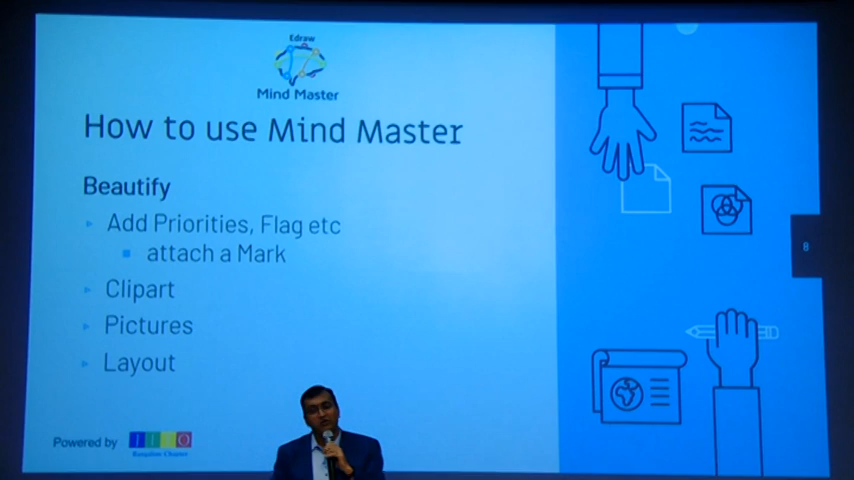 Edraw
Mind Master
How to use Mind Master
Beautify
Add Priorities, Flag etc
attach a Mark
Clipart
Pictures
Layout
8
Powered by